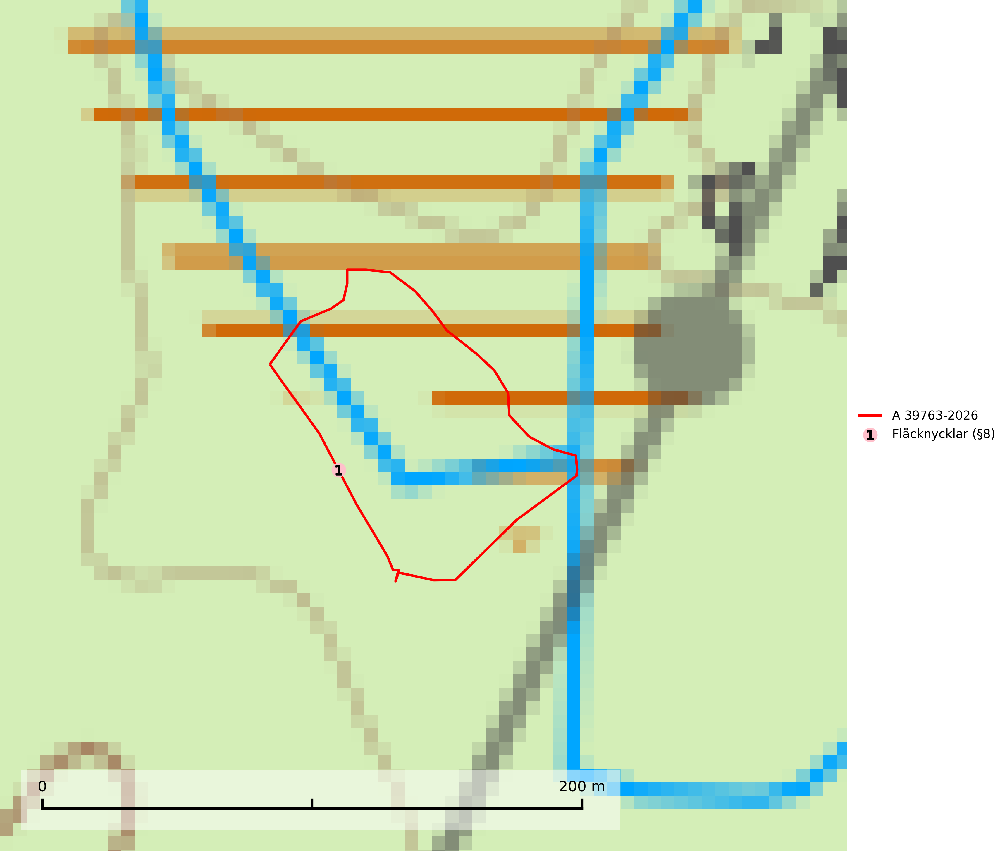 A 39763-2026
1 Fläcknycklar (§8)
1
0 200 m